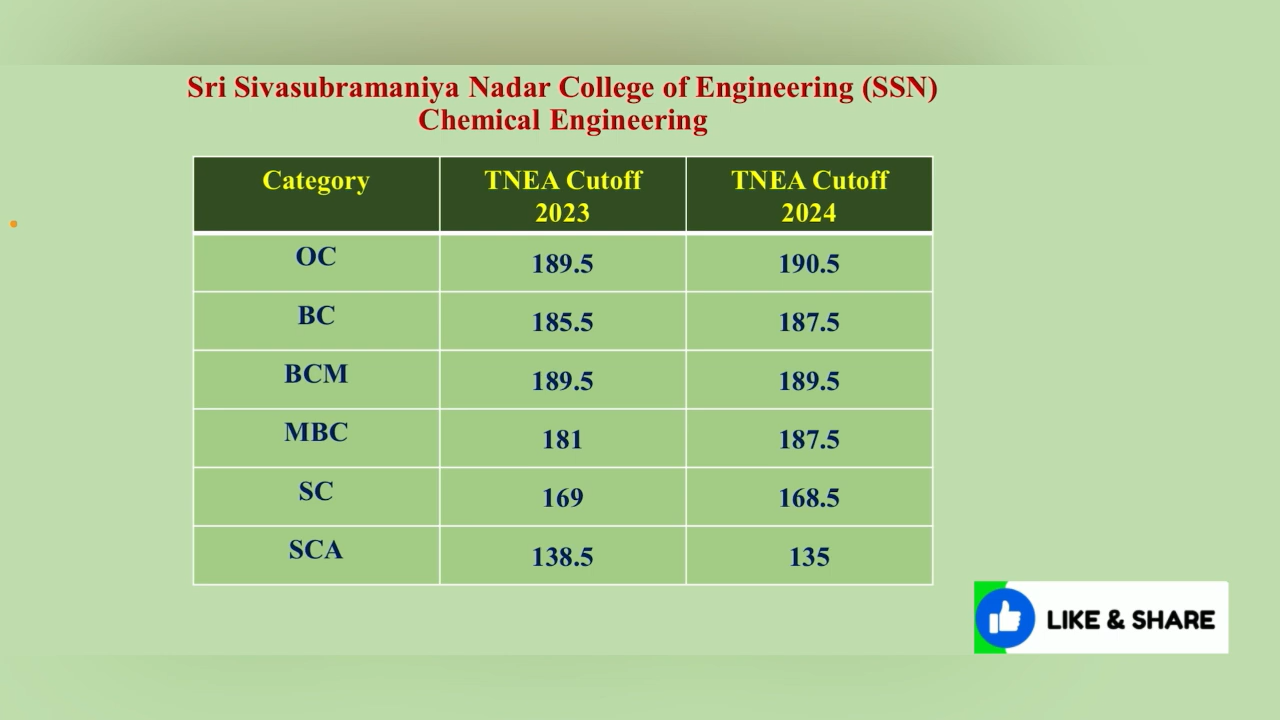 Sri Sivasubramaniya Nadar College of Engineering (SSN)
Chemical Engineering
Category TNEA Cutoff 2023 TNEA Cutoff 2024
OC 189.5 190.5
BC 185.5 187.5
BCM 189.5 189.5
MBC 181 187.5
SC 169 168.5
SCA 138.5 135
LIKE & SHARE